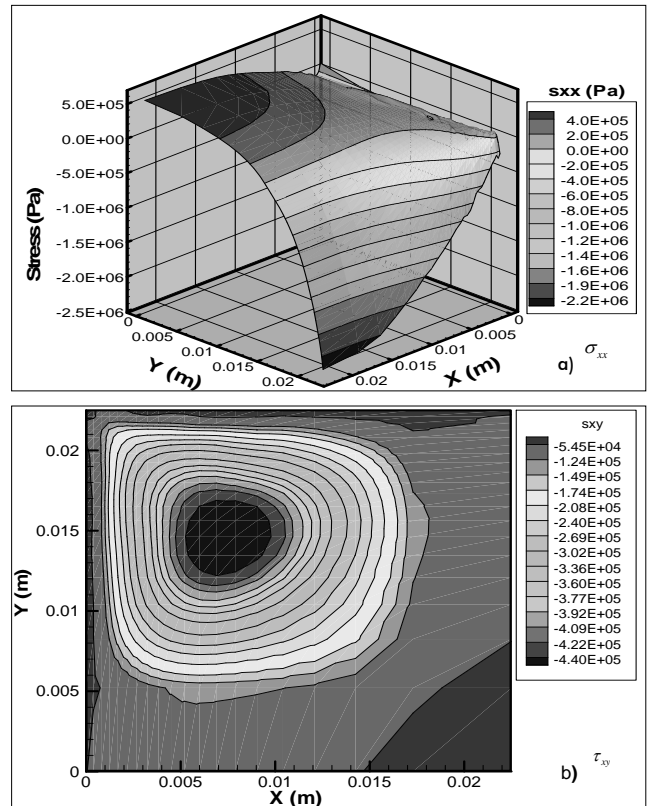 sxx (Pa)
4.0E+05
2.0E+05
0.0E+00
-2.0E+05
-4.0E+05
-6.0E+05
-8.0E+05
-1.0E+06
-1.2E+06
-1.4E+06
-1.6E+06
-1.9E+06
-2.2E+06
5.0E+05
0.0E+00
-5.0E+05
-1.0E+06
-1.5E+06
-2.0E+06
-2.5E+06
Stress (Pa)
0
0.005
0.01
0.015
0.02
Y (m)
0
0.005
0.01
0.015
0.02
X (m)
a) σxx
sxy
-5.45E+04
-1.24E+05
-1.49E+05
-1.74E+05
-2.08E+05
-2.40E+05
-2.69E+05
-3.02E+05
-3.36E+05
-3.60E+05
-3.77E+05
-3.92E+05
-4.09E+05
-4.22E+05
-4.40E+05
0.02
0.015
0.01
0.005
0
Y (m)
0 0.005 0.01 0.015 0.02
X (m)
b) τxy